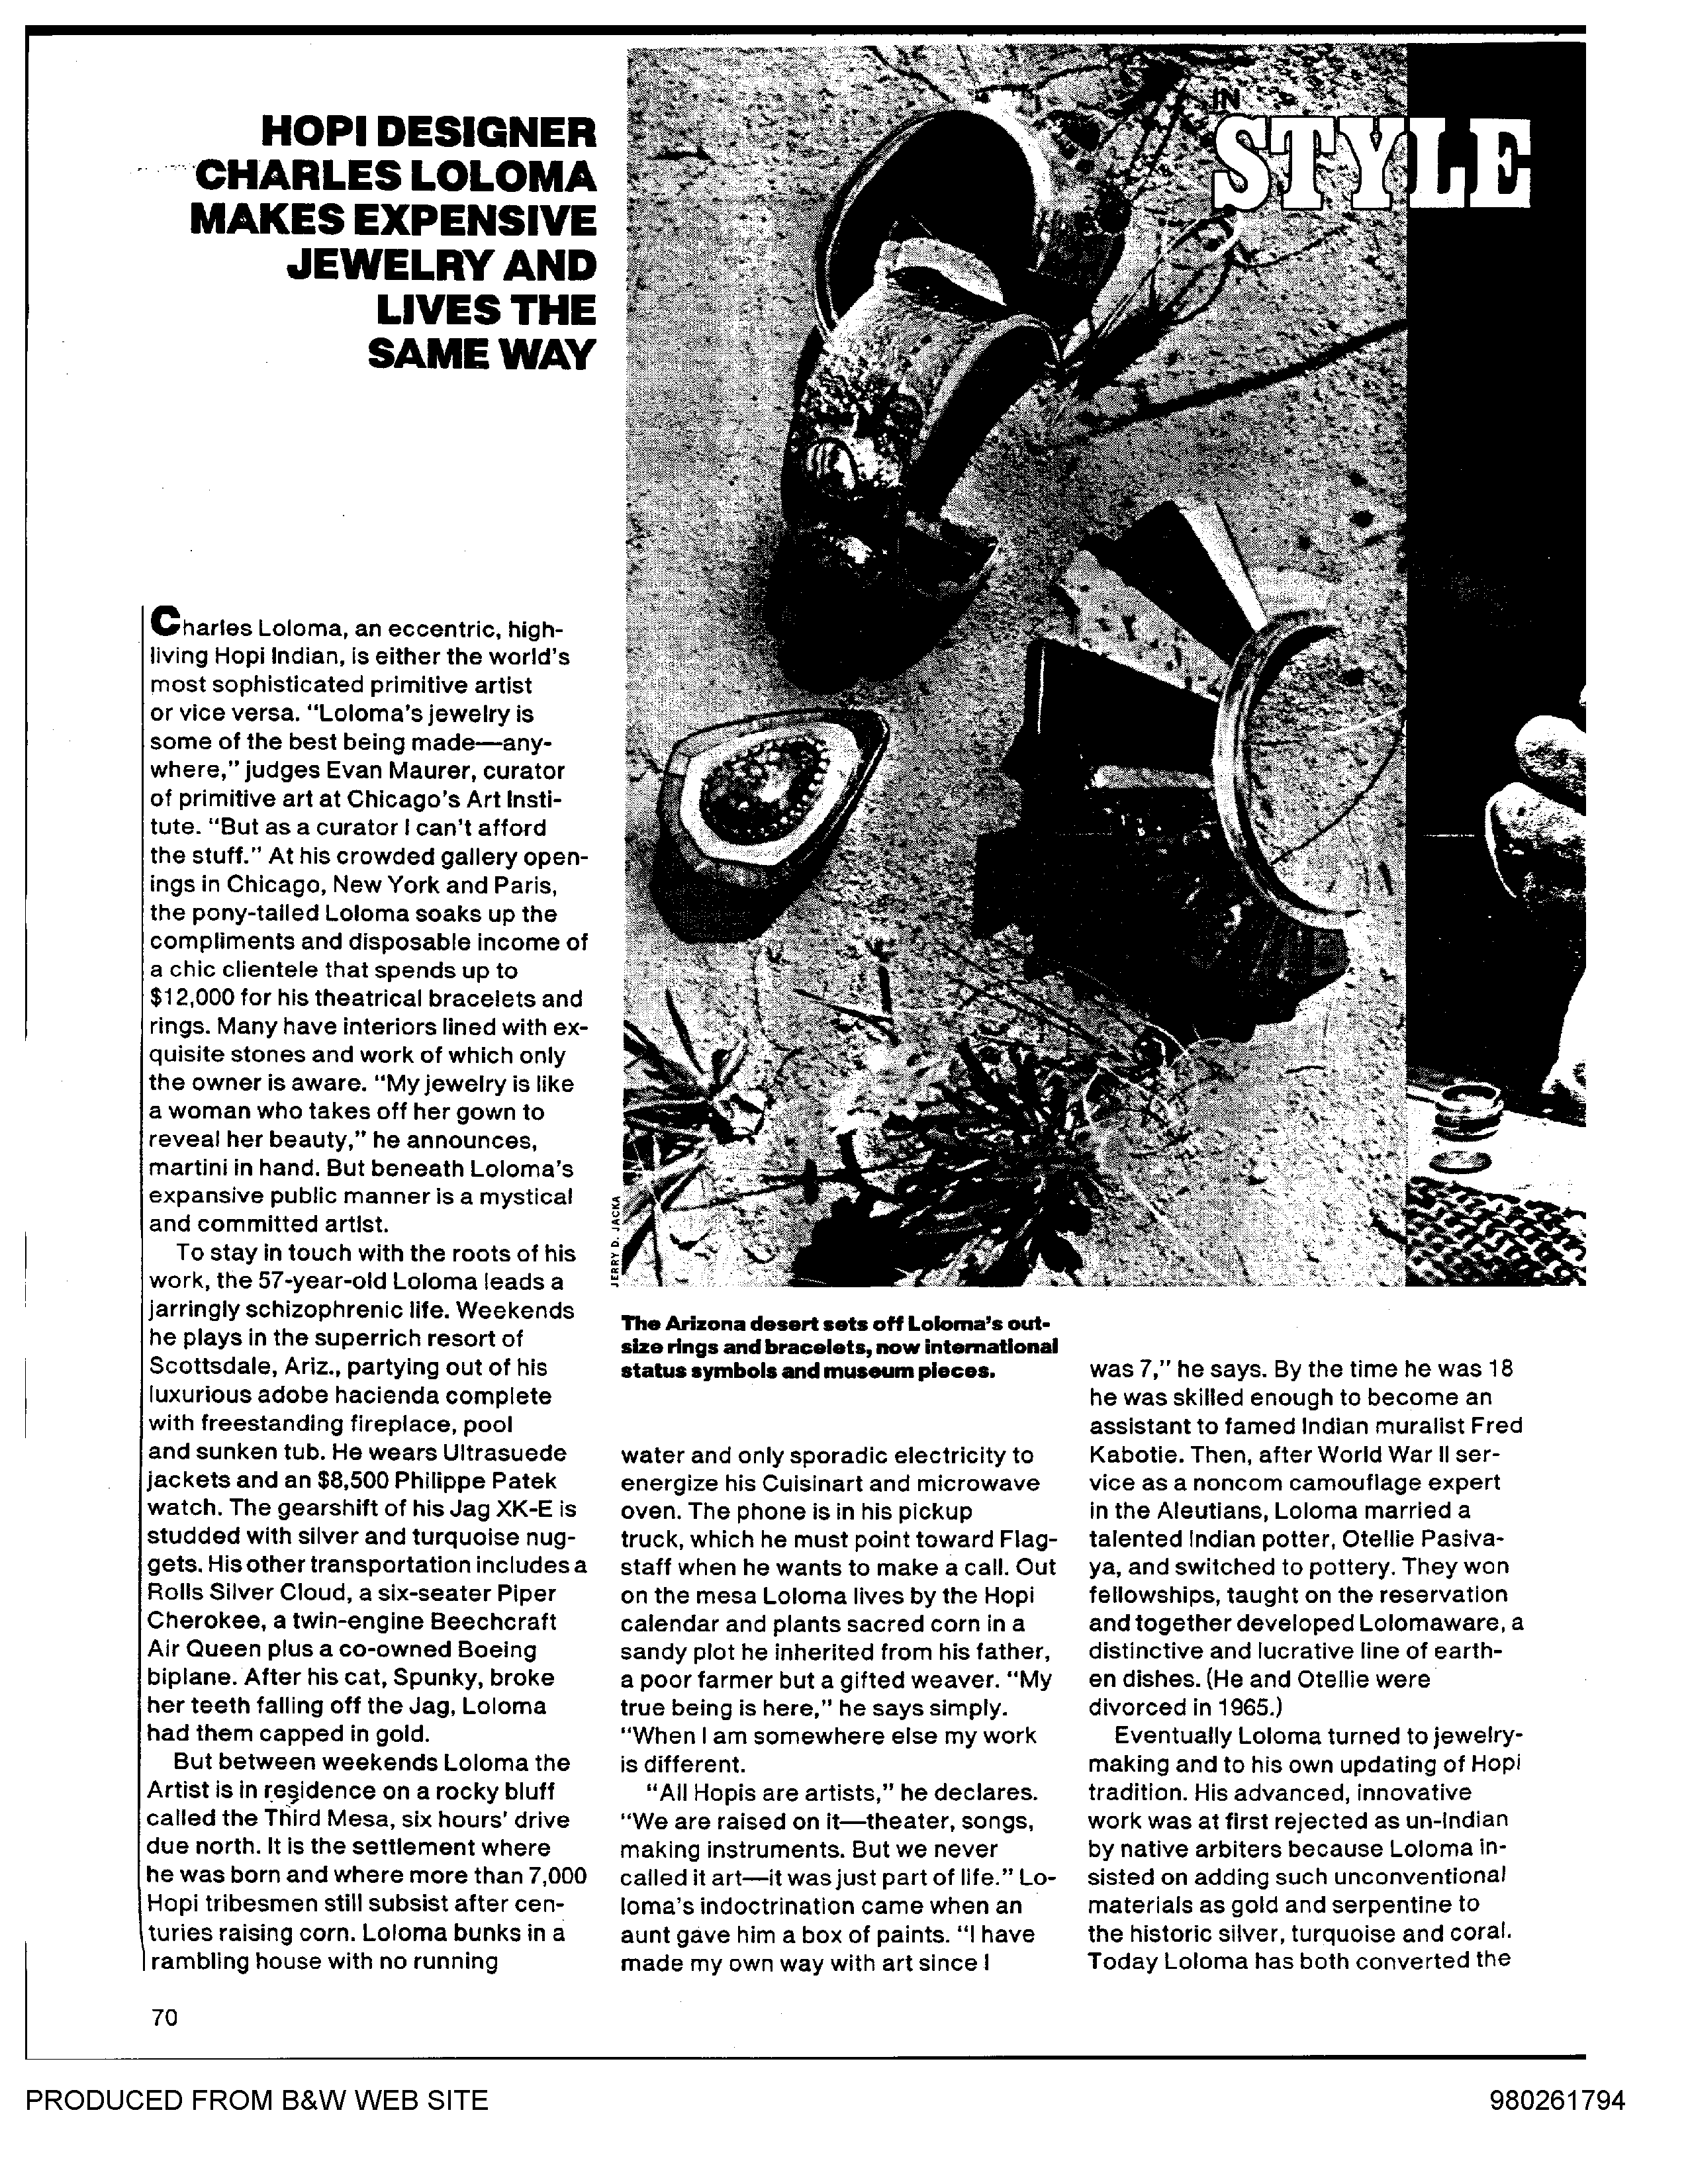 HOPI DESIGNER
CHARLES LOLOMA
MAKES EXPENSIVE
JEWELRY AND
LIVES THE
SAME WAY
IN
STYLE
Charles Loloma, an eccentric, high-
living Hopi Indian, is either the world's
most sophisticated primitive artist
or vice versa. "Loloma's jewelry is
some of the best being made—any-
where," judges Evan Maurer, curator
of primitive art at Chicago's Art Insti-
tute. "But as a curator I can't afford
the stuff." At his crowded gallery open-
ings in Chicago, New York and Paris,
the pony-tailed Loloma soaks up the
compliments and disposable income of
a chic clientele that spends up to
$12,000 for his theatrical bracelets and
rings. Many have interiors lined with ex-
quisite stones and work of which only
the owner is aware. "My jewelry is like
a woman who takes off her gown to
reveal her beauty," he announces,
martini in hand. But beneath Loloma's
expansive public manner is a mystical
and committed artist.
To stay in touch with the roots of his
work, the 57-year-old Loloma leads a
jarringly schizophrenic life. Weekends
he plays in the superrich resort of
Scottsdale, Ariz., partying out of his
luxurious adobe hacienda complete
with freestanding fireplace, pool
and sunken tub. He wears Ultrasuede
jackets and an $8,500 Philippe Patek
watch. The gearshift of his Jag XK-E is
studded with silver and turquoise nug-
gets. His other transportation includes a
Rolls Silver Cloud, a six-seater Piper
Cherokee, a twin-engine Beechcraft
Air Queen plus a co-owned Boeing
biplane. After his cat, Spunky, broke
her teeth falling off the Jag, Loloma
had them capped in gold.
But between weekends Loloma the
Artist is in residence on a rocky bluff
called the Third Mesa, six hours' drive
due north. It is the settlement where
he was born and where more than 7,000
Hopi tribesmen still subsist after cen-
turies raising corn. Loloma bunks in a
rambling house with no running
JERRY D. JACKA
The Arizona desert sets off Loloma's out-
size rings and bracelets, now international
status symbols and museum pieces.
water and only sporadic electricity to
energize his Cuisinart and microwave
oven. The phone is in his pickup
truck, which he must point toward Flag-
staff when he wants to make a call. Out
on the mesa Loloma lives by the Hopi
calendar and plants sacred corn in a
sandy plot he inherited from his father,
a poor farmer but a gifted weaver. "My
true being is here," he says simply.
"When I am somewhere else my work
is different.
"All Hopis are artists," he declares.
"We are raised on it—theater, songs,
making instruments. But we never
called it art—it was just part of life." Lo-
loma's indoctrination came when an
aunt gave him a box of paints. "I have
made my own way with art since I
was 7," he says. By the time he was 18
he was skilled enough to become an
assistant to famed Indian muralist Fred
Kabotie. Then, after World War II ser-
vice as a noncom camouflage expert
in the Aleutians, Loloma married a
talented Indian potter, Otellie Pasiva-
ya, and switched to pottery. They won
fellowships, taught on the reservation
and together developed Lolomaware, a
distinctive and lucrative line of earth-
en dishes. (He and Otellie were
divorced in 1965.)
Eventually Loloma turned to jewelry-
making and to his own updating of Hopi
tradition. His advanced, innovative
work was at first rejected as un-Indian
by native arbiters because Loloma in-
sisted on adding such unconventional
materials as gold and serpentine to
the historic silver, turquoise and coral.
Today Loloma has both converted the
70
PRODUCED FROM B&W WEB SITE
980261794